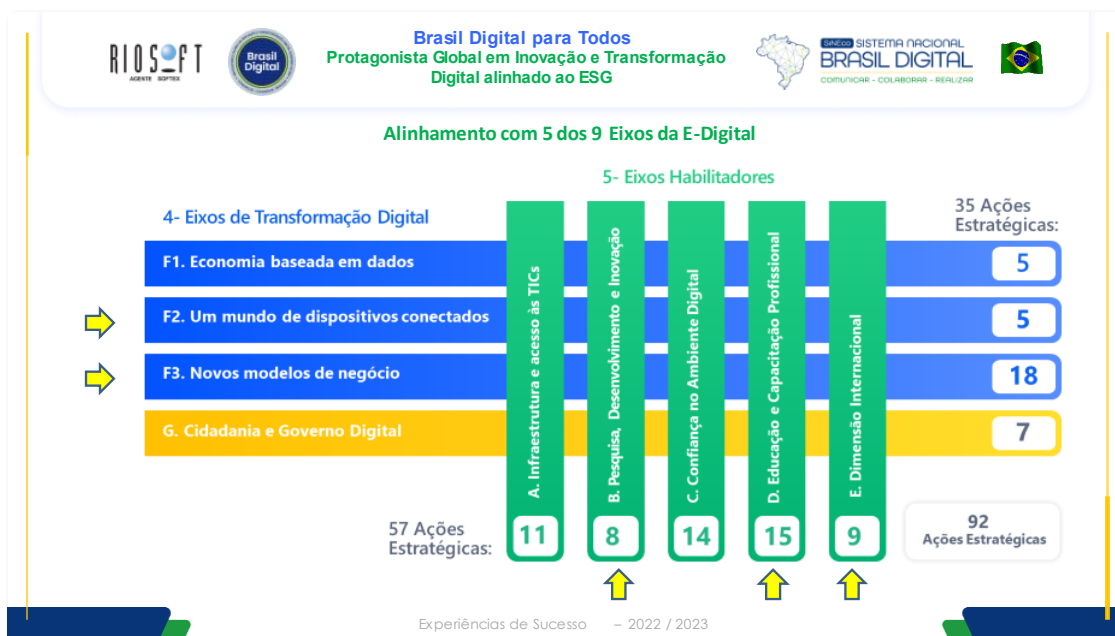 RIOSOFT
AGENTE SOFTEX
Brasil
Digital
Brasil Digital para Todos
Protagonista Global em Inovação e Transformação
Digital alinhado ao ESG
SiNEco SISTEMA NACIONAL
BRASIL DIGITAL
COMUNICAR - COLABORAR - REALIZAR
Alinhamento com 5 dos 9 Eixos da E-Digital
5- Eixos Habilitadores
4- Eixos de Transformação Digital
35 Ações
Estratégicas:
F1. Economia baseada em dados
5
F2. Um mundo de dispositivos conectados
5
F3. Novos modelos de negócio
18
G. Cidadania e Governo Digital
7
A. Infraestrutura e acesso às TICs
B. Pesquisa, Desenvolvimento e Inovação
C. Confiança no Ambiente Digital
D. Educação e Capacitação Profissional
E. Dimensão Internacional
57 Ações
Estratégicas:
11
8
14
15
9
92
Ações Estratégicas
Experiências de Sucesso – 2022 / 2023